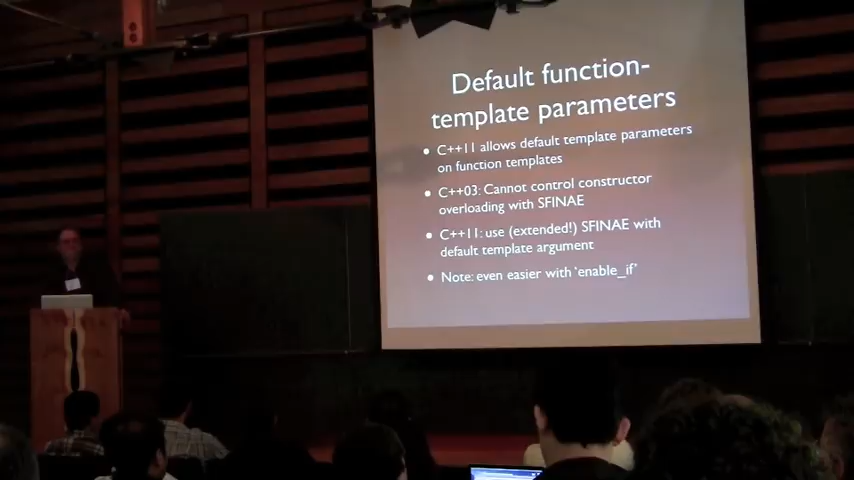 Default function-
template parameters
• C++11 allows default template parameters
on function templates
• C++03: Cannot control constructor
overloading with SFINAE
• C++11: use (extended!) SFINAE with
default template argument
• Note: even easier with ‘enable_if’